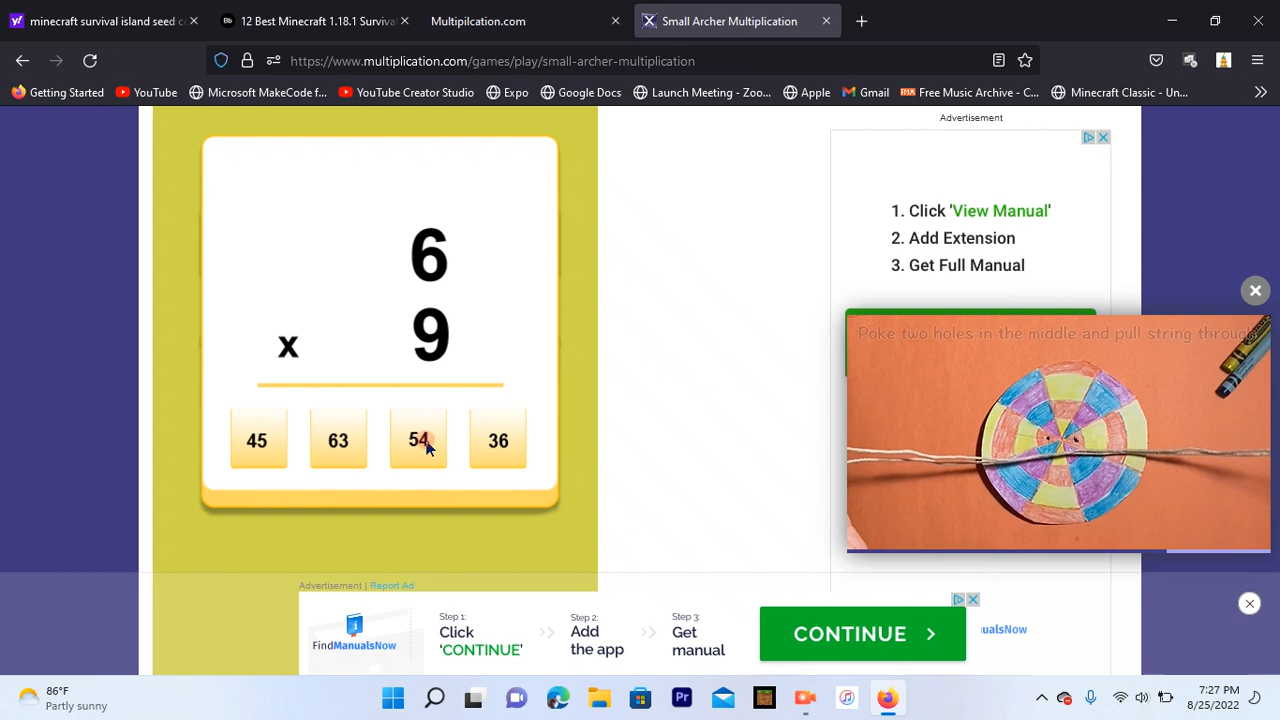 minecraft survival island seed c
12 Best Minecraft 1.18.1 Survival
Multipilcation.com
Small Archer Multiplication
https://www.multiplication.com/games/play/small-archer-multiplication
Getting Started
YouTube
Microsoft MakeCode f...
YouTube Creator Studio
Expo
Google Docs
Launch Meeting - Zoo...
Apple
Gmail
Free Music Archive - C...
Minecraft Classic - Un...
6
x 9
45 63 54 36
Advertisement
1. Click 'View Manual'
2. Add Extension
3. Get Full Manual
Poke two holes in the middle and pull string through
Advertisement | Report Ad
FindManualsNow
Step 1:
Click
'CONTINUE'
Step 2:
Add
the app
Step 3:
Get
manual
CONTINUE
ualsNow
86°F
Partly sunny
Pr
7:27 PM
8/25/2022